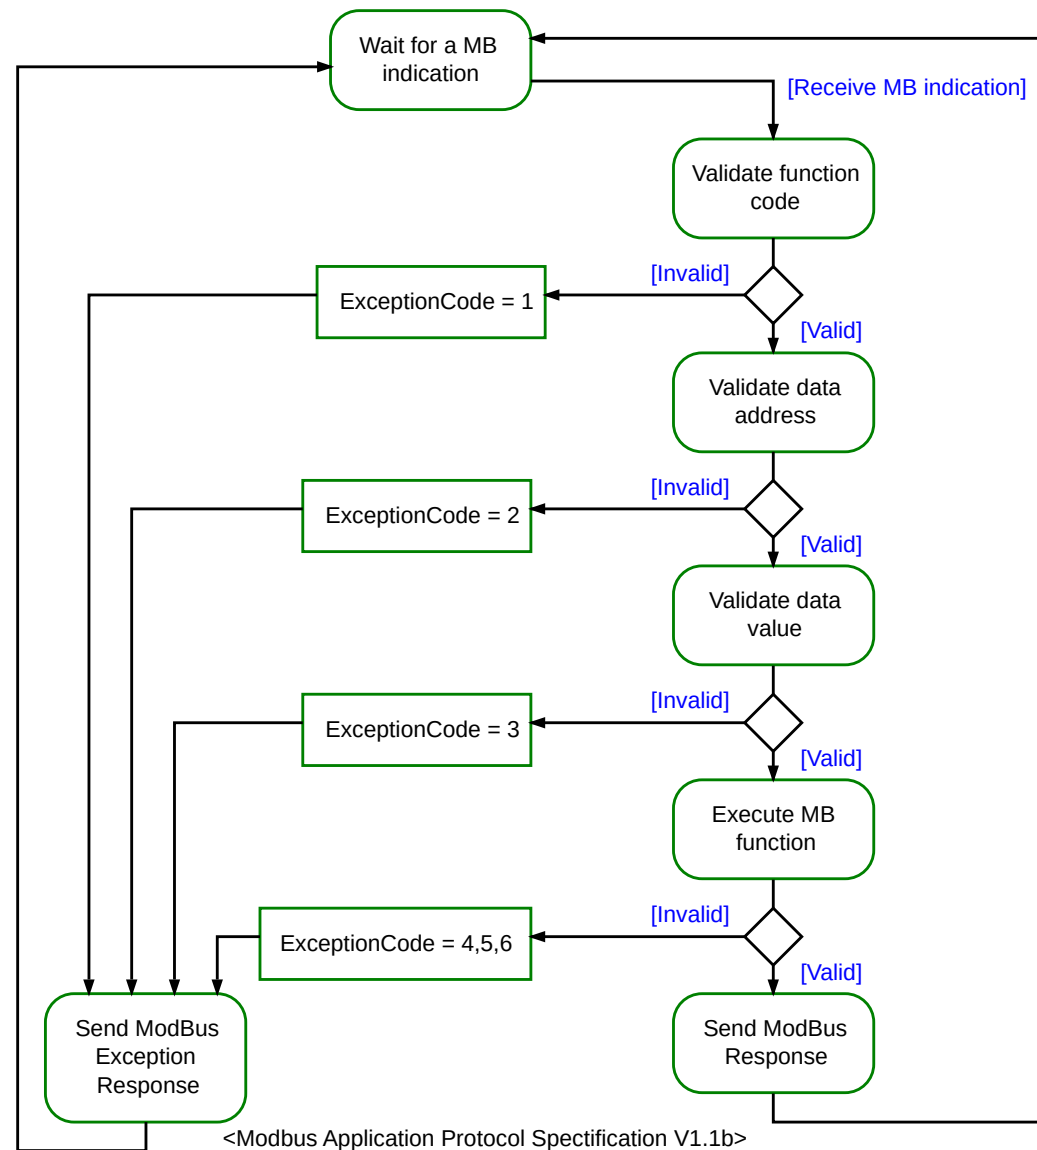 Wait for a MB
indication
[Receive MB indication]
Validate function
code
[Invalid]
ExceptionCode = 1
[Valid]
Validate data
address
[Invalid]
ExceptionCode = 2
[Valid]
Validate data
value
[Invalid]
ExceptionCode = 3
[Valid]
Execute MB
function
[Invalid]
ExceptionCode = 4,5,6
[Valid]
Send ModBus
Exception
Response
Send ModBus
Response
<Modbus Application Protocol Spectification V1.1b>